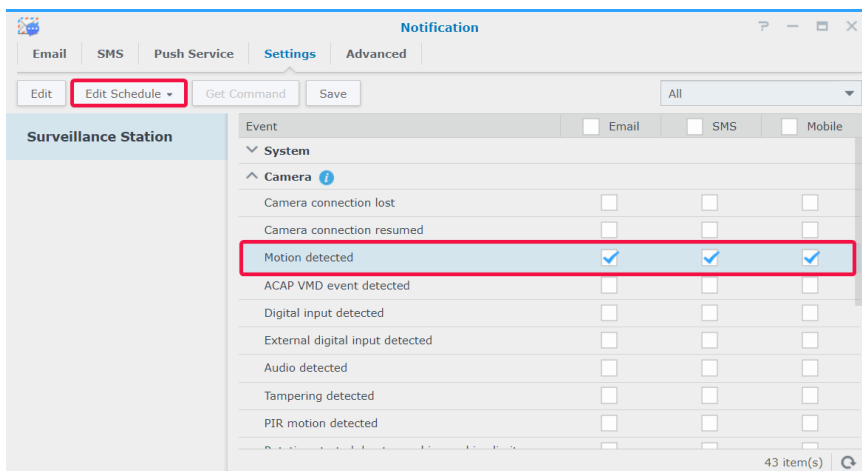 Notification
Email SMS Push Service Settings Advanced
Edit Edit Schedule Get Command Save All
Surveillance Station
Event Email SMS Mobile
System
Camera
Camera connection lost
Camera connection resumed
Motion detected
ACAP VMD event detected
Digital input detected
External digital input detected
Audio detected
Tampering detected
PIR motion detected
43 item(s)